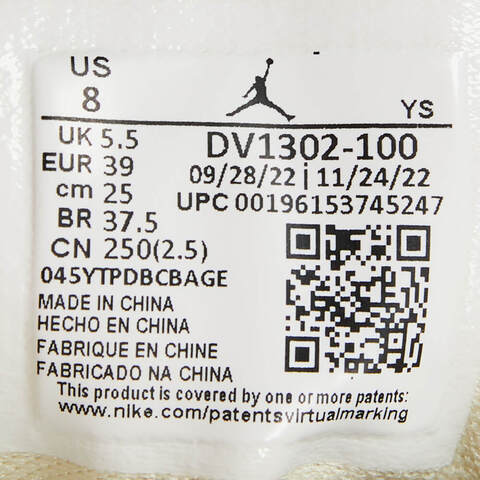 US
8
YS
UK 5.5
EUR 39
cm 25
BR 37.5
CN 250(2.5)
DV1302-100
09/28/22 | 11/24/22
UPC 00196153745247
045YTPDBCBAGE
MADE IN CHINA
HECHO EN CHINA
FABRIQUE EN CHINE
FABRICADO NA CHINA
This product is covered by one or more patents:
www.nike.com/patentsvirtualmarking